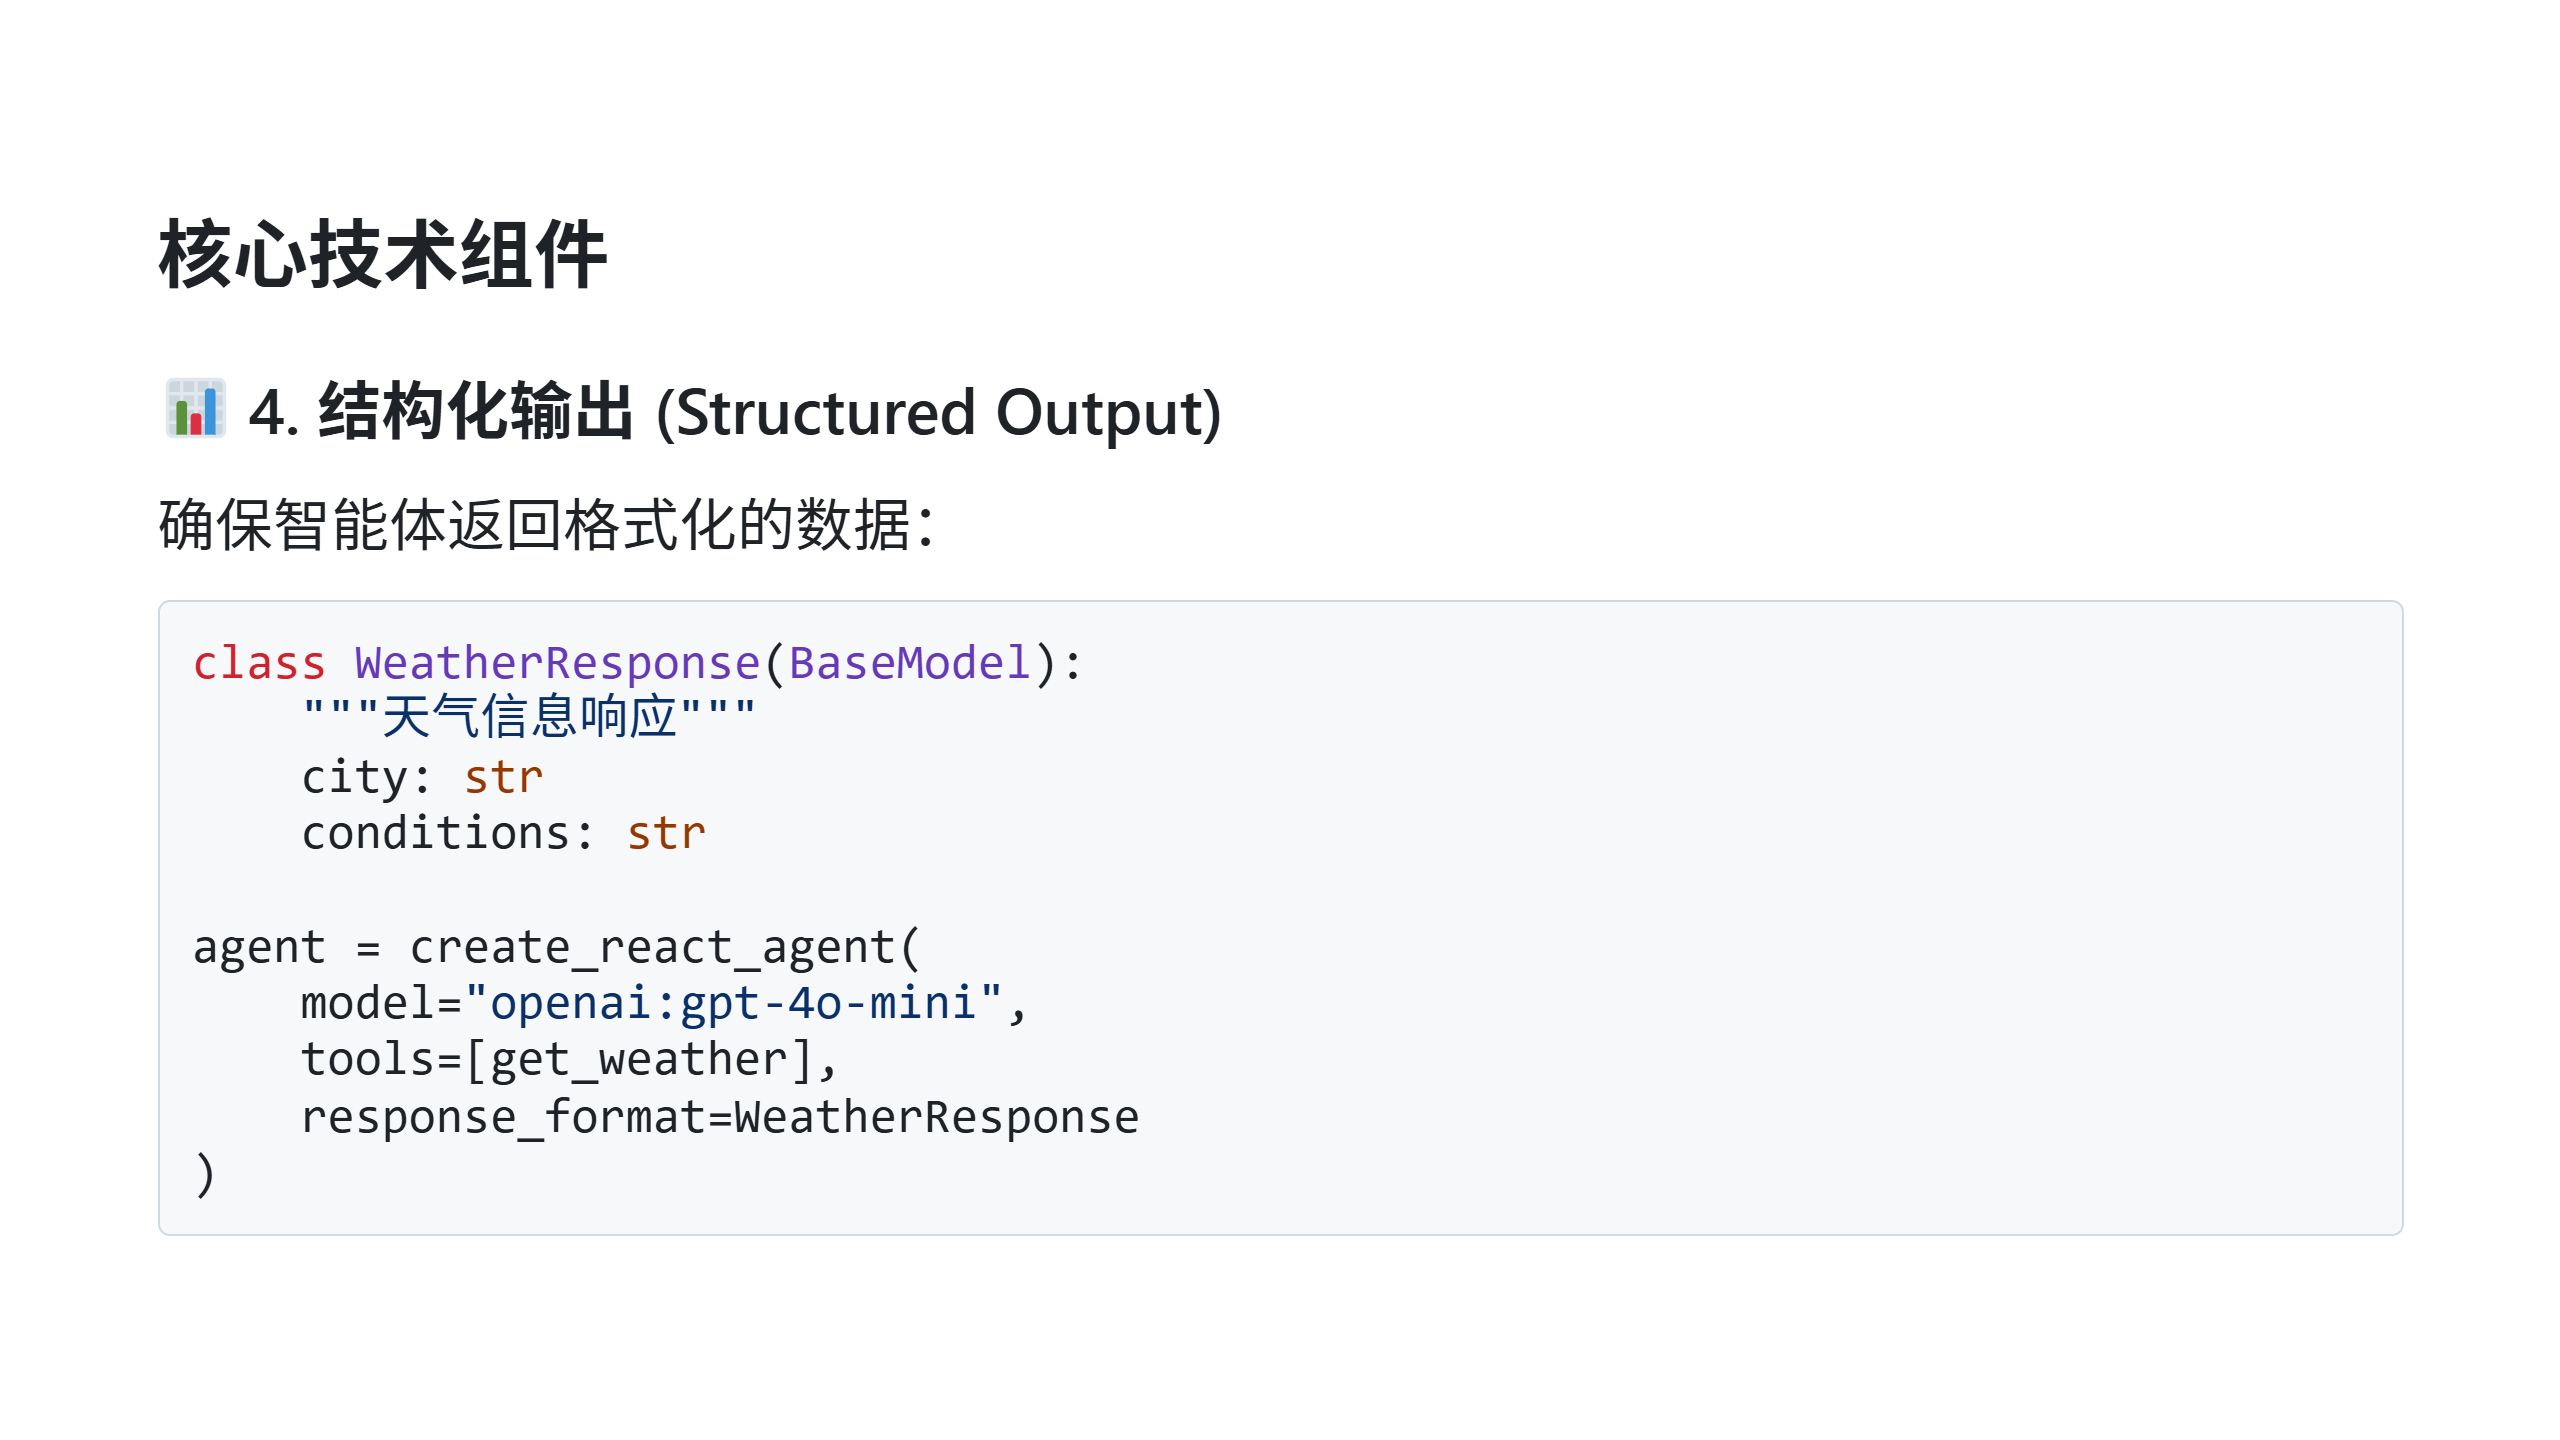 核心技术组件
📊 4. 结构化输出 (Structured Output)
确保智能体返回格式化的数据：
class WeatherResponse(BaseModel):
    """天气信息响应"""
    city: str
    conditions: str

agent = create_react_agent(
    model="openai:gpt-4o-mini",
    tools=[get_weather],
    response_format=WeatherResponse
)